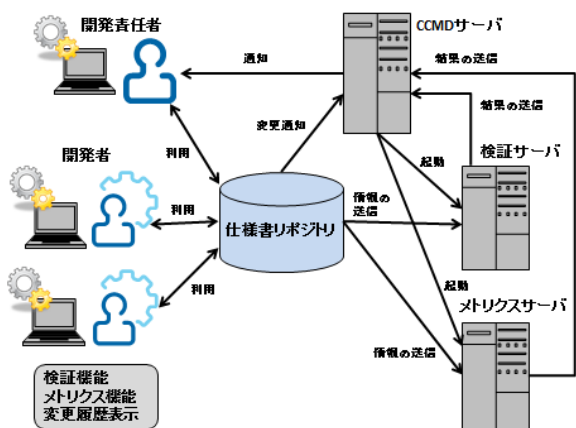 開発責任者
CCMDサーバ
通知
結果の送信
結果の送信
変更通知
開発者
利用
起動
検証サーバ
利用
仕様書リポジトリ
情報の
送信
利用
起動
メトリクスサーバ
情報の送信
検証機能
メトリクス機能
変更履歴表示